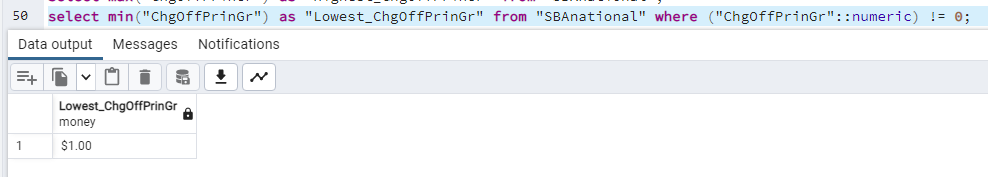 50 select min("ChgOffPrinGr") as "Lowest_ChgOffPrinGr" from "SBAnational" where ("ChgOffPrinGr"::numeric) != 0;
Data output Messages Notifications
Lowest_ChgOffPrinGr
money
1 $1.00